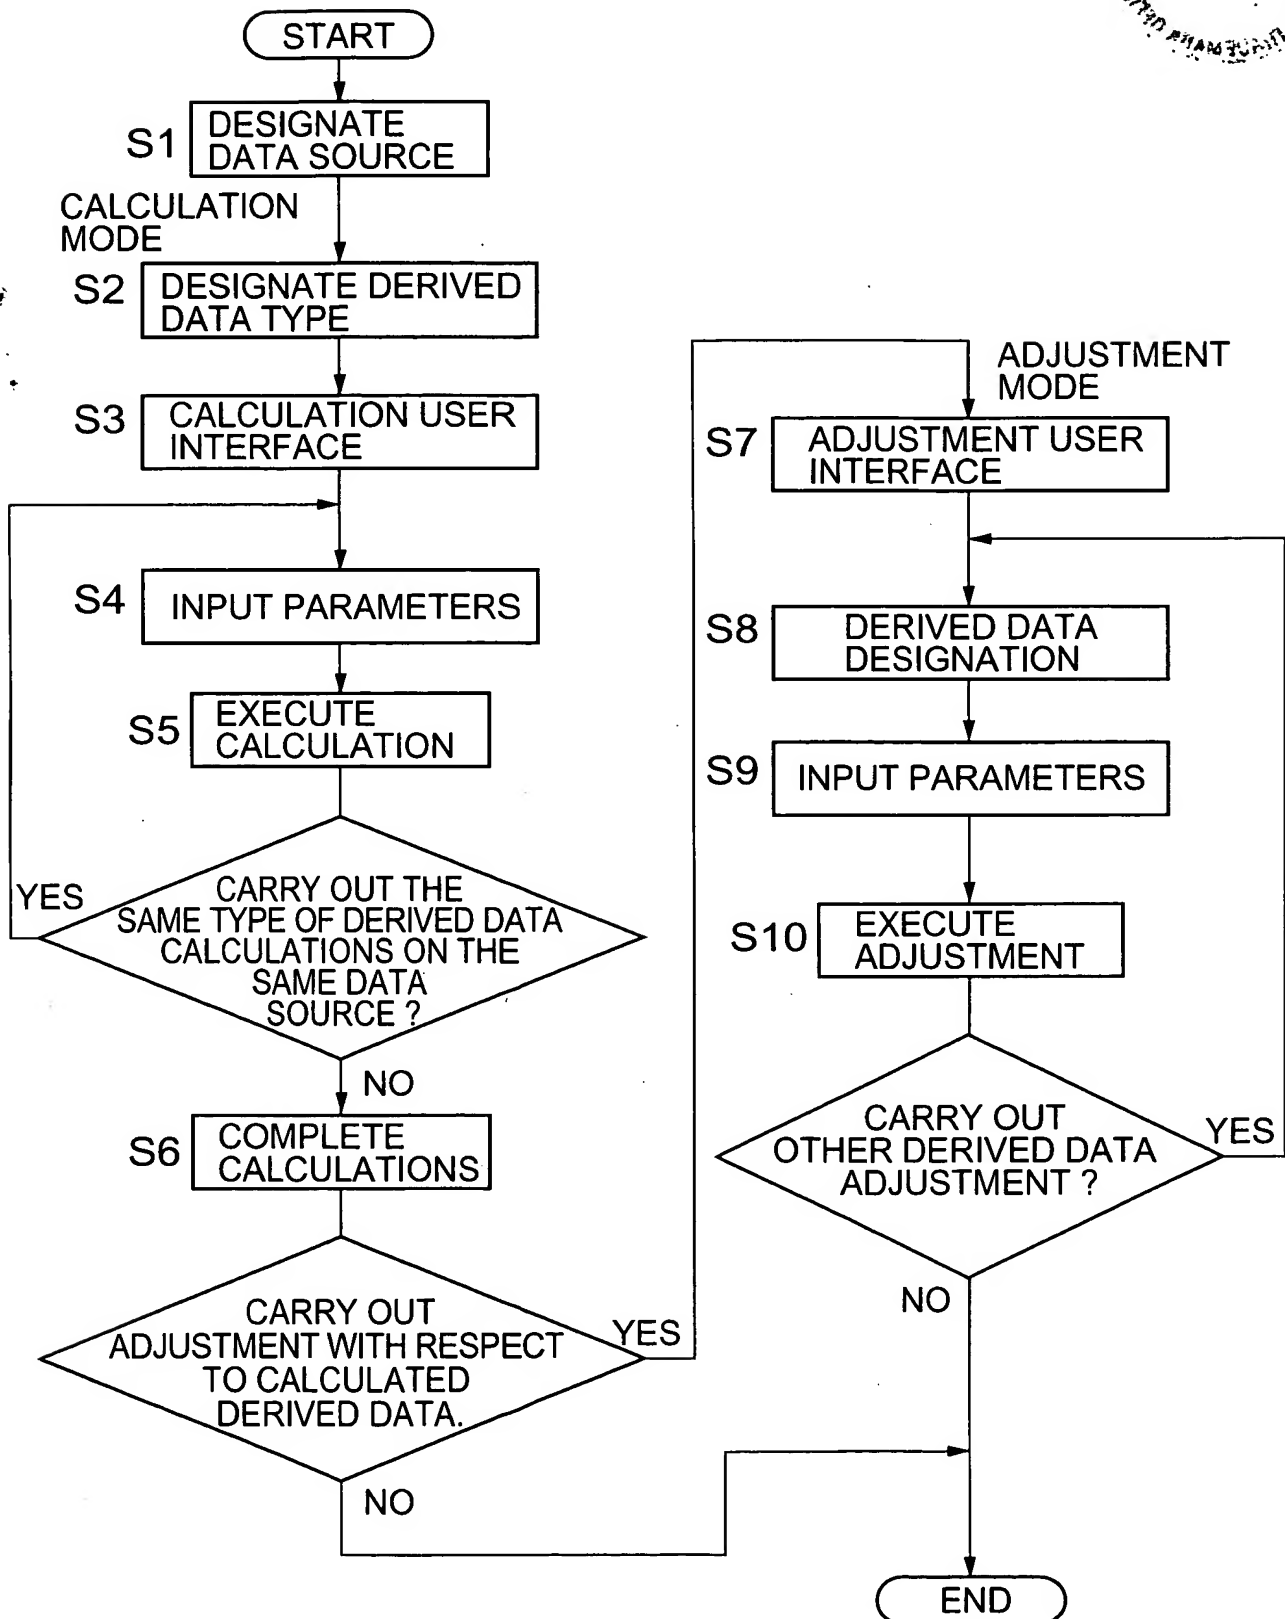 START
S1
DESIGNATE
DATA SOURCE
CALCULATION
MODE
S2
DESIGNATE DERIVED
DATA TYPE
S3
CALCULATION USER
INTERFACE
S4
INPUT PARAMETERS
S5
EXECUTE
CALCULATION
YES
CARRY OUT THE
SAME TYPE OF DERIVED DATA
CALCULATIONS ON THE
SAME DATA
SOURCE ?
NO
S6
COMPLETE
CALCULATIONS
CARRY OUT
ADJUSTMENT WITH RESPECT
TO CALCULATED
DERIVED DATA.
YES
NO
ADJUSTMENT
MODE
S7
ADJUSTMENT USER
INTERFACE
S8
DERIVED DATA
DESIGNATION
S9
INPUT PARAMETERS
S10
EXECUTE
ADJUSTMENT
CARRY OUT
OTHER DERIVED DATA
ADJUSTMENT ?
YES
NO
END